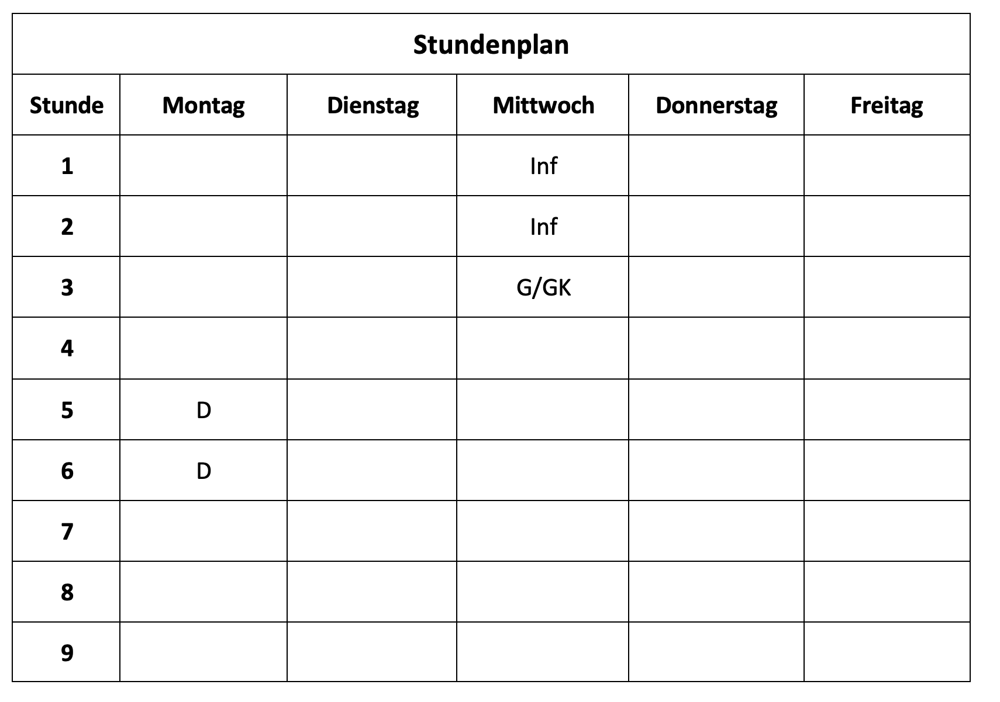 Stundenplan
Stunde Montag Dienstag Mittwoch Donnerstag Freitag
1 Inf
2 Inf
3 G/GK
4
5 D
6 D
7
8
9